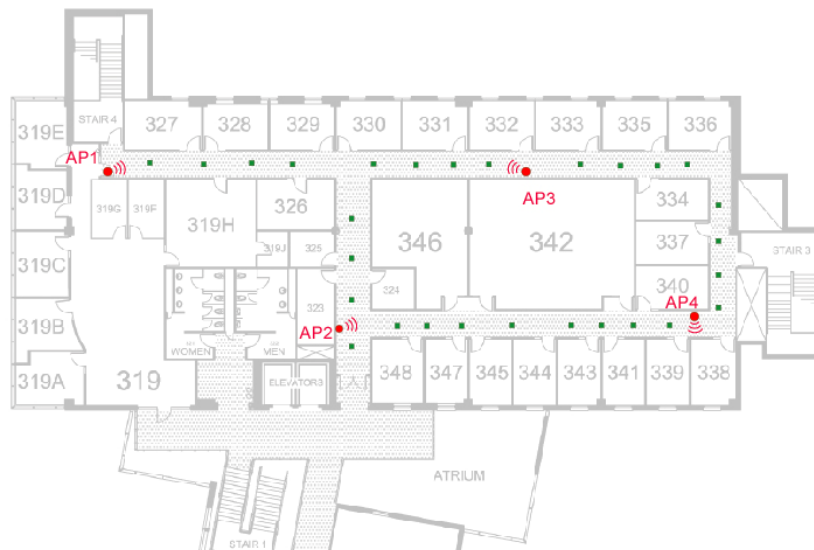 STAIR 4
319E
327
328
329
330
331
332
333
335
336
AP1
AP3
319D
319G
319F
319H
326
334
346
342
337
STAIR 3
319C
319J
325
324
340
AP4
323
AP2
319B
WOMEN
MEN
319A
319
ELEVATORS
348
347
345
344
343
341
339
338
ATRIUM
STAIR 1